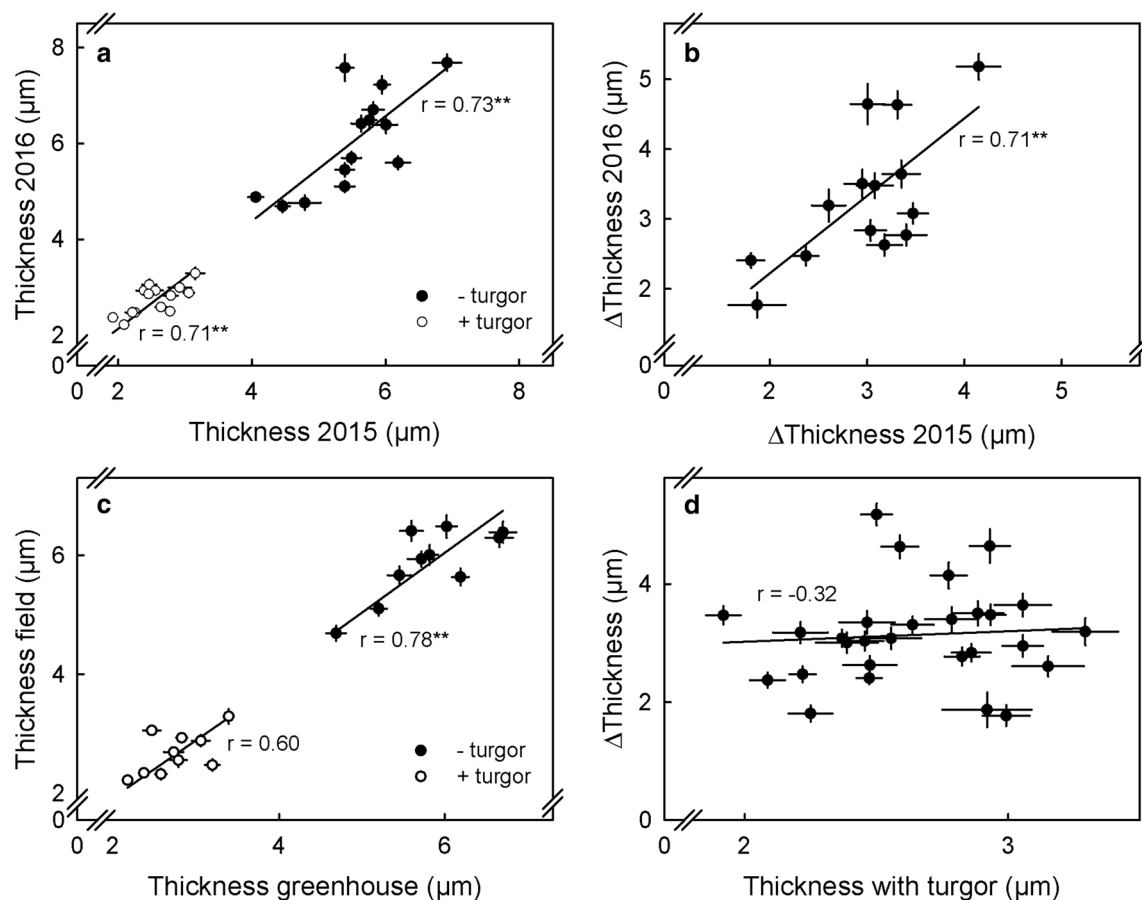 a
Thickness 2016 (µm)
8
6
4
2
0
r = 0.73**
r = 0.71**
- turgor
+ turgor
0 2 4 6 8
Thickness 2015 (µm)
b
ΔThickness 2016 (µm)
5
4
3
2
0
r = 0.71**
0 2 3 4 5
ΔThickness 2015 (µm)
c
Thickness field (µm)
6
4
2
0
r = 0.78**
r = 0.60
- turgor
+ turgor
0 2 4 6
Thickness greenhouse (µm)
d
ΔThickness (µm)
4
2
0
r = -0.32
0 2 3
Thickness with turgor (µm)